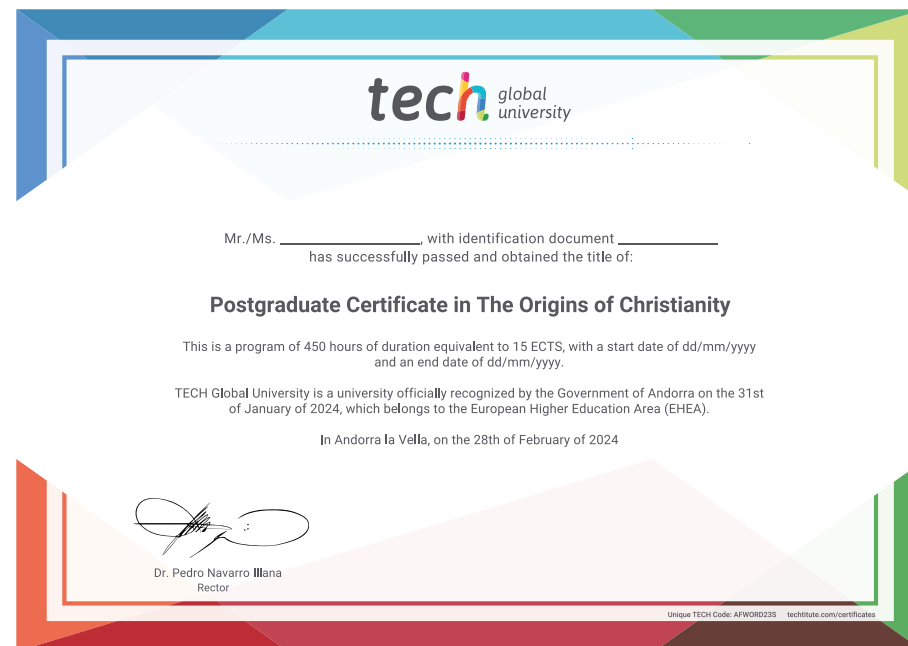 tech global
university
Mr./Ms. ____________, with identification document ____________
has successfully passed and obtained the title of:
Postgraduate Certificate in The Origins of Christianity
This is a program of 450 hours of duration equivalent to 15 ECTS, with a start date of dd/mm/yyyy
and an end date of dd/mm/yyyy.
TECH Global University is a university officially recognized by the Government of Andorra on the 31st
of January of 2024, which belongs to the European Higher Education Area (EHEA).
In Andorra la Vella, on the 28th of February of 2024
Dr. Pedro Navarro Illana
Rector
Unique TECH Code: AFWORD23S techtitute.com/certificates